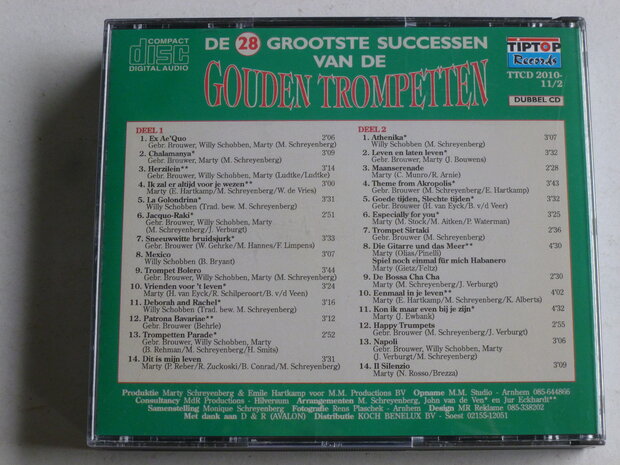 COMPACT
disc
DIGITAL AUDIO
DE 28 GROOTSTE SUCCESSEN
VAN DE
GOUDEN TROMPETTEN
TIPTOP
Records
TTCD 2010-
11/2
DUBBEL CD
DEEL 1
1. Ex Ae'Quo 2'06
Gebr. Brouwer, Willy Schobben, Marty (M. Schreyenberg)
2. Chalamanya* 3'09
Gebr. Brouwer, Marty (M. Schreyenberg)
3. Herzilein** 3'14
Gebr. Brouwer, Willy Schobben, Marty (Ludtke/Lodtke)
4. Ik zal er altijd voor je wezen** 3'00
Marty (E. Hartkamp/M. Schreyenberg/W. de Vries)
5. La Golondrina* 3'31
Willy Schobben (Trad. bew. M. Schreyenberg)
6. Jacquo-Raki* 2'51
Gebr. Brouwer, Willy Schobben, Marty
(M. Schreyenberg/J. Verburgt)
7. Sneeuwwitte bruidsjurk* 3'33
Gebr. Brouwer (W. Gehrke/M. Hannes/F. Limpens)
8. Mexico 3'07
Willy Schobben (B. Bryant)
9. Trompet Bolero 3'44
Gebr. Brouwer, Willy Schobben, Marty (M. Schreyenberg)
10. Vrienden voor 't leven* 3'24
Marty (H. van Eyck/R. Schilperoort/B. v/d Veen)
11. Deborah and Rachel* 3'16
Willy Schobben (Trad. bew. M. Schreyenberg)
12. Patrona Bavariae** 3'12
Gebr. Brouwer (Behrle)
13. Trompetten Parade* 2'52
Gebr. Brouwer, Willy Schobben, Marty
(B. Rehman/M. Schreyenberg/H. Smits)
14. Dit is mijn leven 3'31
Marty (P. Reber/R. Zuckoski/B. Conrad/M. Schreyenberg)
DEEL 2
1. Athenika* 3'07
Willy Schobben (M. Schreyenberg)
2. Leven en laten leven* 3'32
Gebr. Brouwer, Marty (J. Bouwens)
3. Maanserenade 2'28
Marty (C. Munro/R. Arnie)
4. Theme from Akropolis* 3'43
Gebr. Brouwer (M. Schreyenberg/E. Hartkamp)
5. Goede tijden, Slechte tijden* 3'32
Gebr. Brouwer (H. van Eyck/B. v/d Veer)
6. Especially for you* 3'25
Marty (M. Stock/M. Aitken/P. Waterman)
7. Trompet Sirtaki 2'36
Gebr. Brouwer (M. Schreyenberg)
8. Die Gitarre und das Meer** 4'30
Marty (Olias/Pinelli)
Spiel noch einmal für mich Habanero
Marty (Gietz/Feltz)
9. De Bossa Cha Cha 2'30
Marty (M. Schreyenberg/J. Verburgt)
10. Eenmaal in je leven** 4'02
Marty (E. Hartkamp/M. Schreyenberg/K. Alberts)
11. Kon ik maar even bij je zijn* 4'32
Marty (J. Ewbank)
12. Happy Trumpets 2'55
Gebr. Brouwer (M. Schreyenberg/J. Verburgt)
13. Napoli 3'06
Gebr. Brouwer, Willy Schobben, Marty
(J. Verburgt/M. Schreyenberg)
14. Il Silenzio 3'09
Marty (N. Rosso/Brezza)
Produktie Marty Schreyenberg & Emile Hartkamp voor M.M. Productions BV Opname M.M. Studio - Arnhem 085-644866
Consultancy MdR Productions - Hilversum Arrangementen M. Schreyenberg, John van de Ven* en Jur Eckhardt**
Samenstelling Monique Schreyenberg Fotografie Rens Plaschek - Arnhem Design MR Reklame 085-338202
Met dank aan D & R (AVALON) Distributie KOCH BENELUX BV - Soest 02155-12051